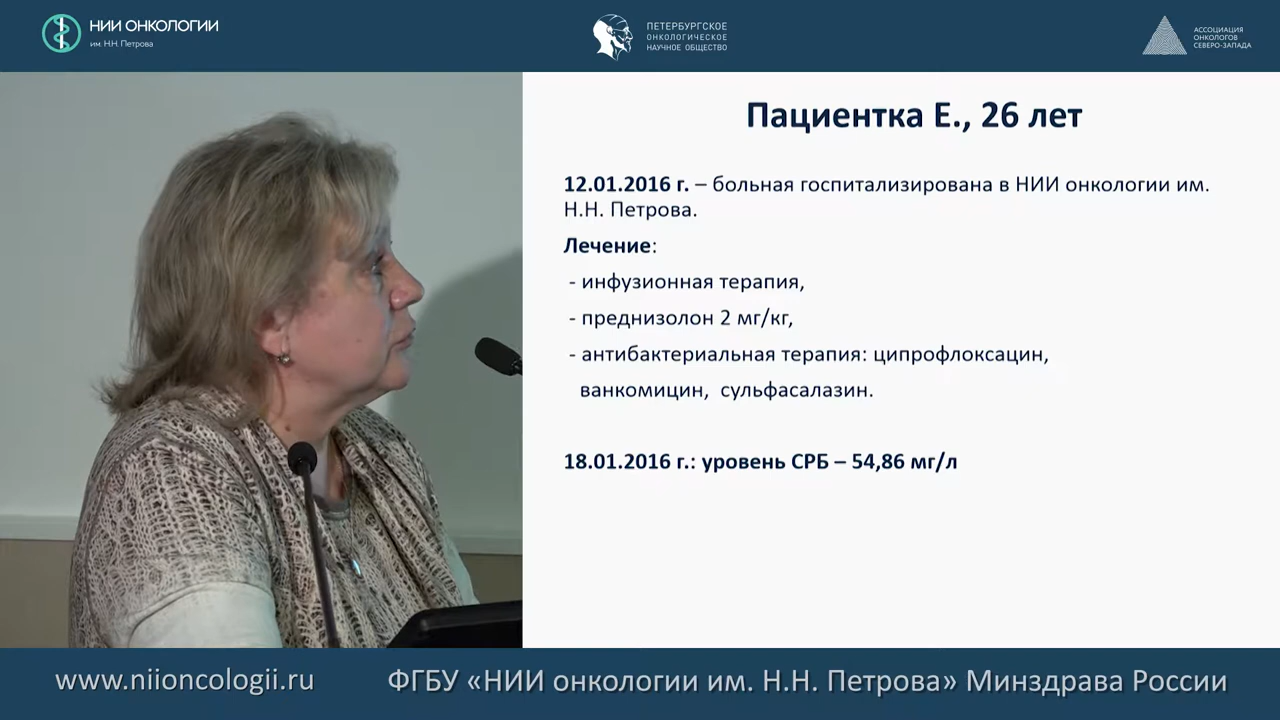 НИИ ОНКОЛОГИИ
им. Н.Н. Петрова
ПЕТЕРБУРГСКОЕ
ОНКОЛОГИЧЕСКОЕ
НАУЧНОЕ ОБЩЕСТВО
АССОЦИАЦИЯ
ОНКОЛОГОВ
СЕВЕРО-ЗАПАДА
Пациентка Е., 26 лет
12.01.2016 г. – больная госпитализирована в НИИ онкологии им.
Н.Н. Петрова.
Лечение:
- инфузионная терапия,
- преднизолон 2 мг/кг,
- антибактериальная терапия: ципрофлоксацин,
ванкомицин, сульфасалазин.
18.01.2016 г.: уровень СРБ – 54,86 мг/л
www.niioncologii.ru
ФГБУ «НИИ онкологии им. Н.Н. Петрова» Минздрава России